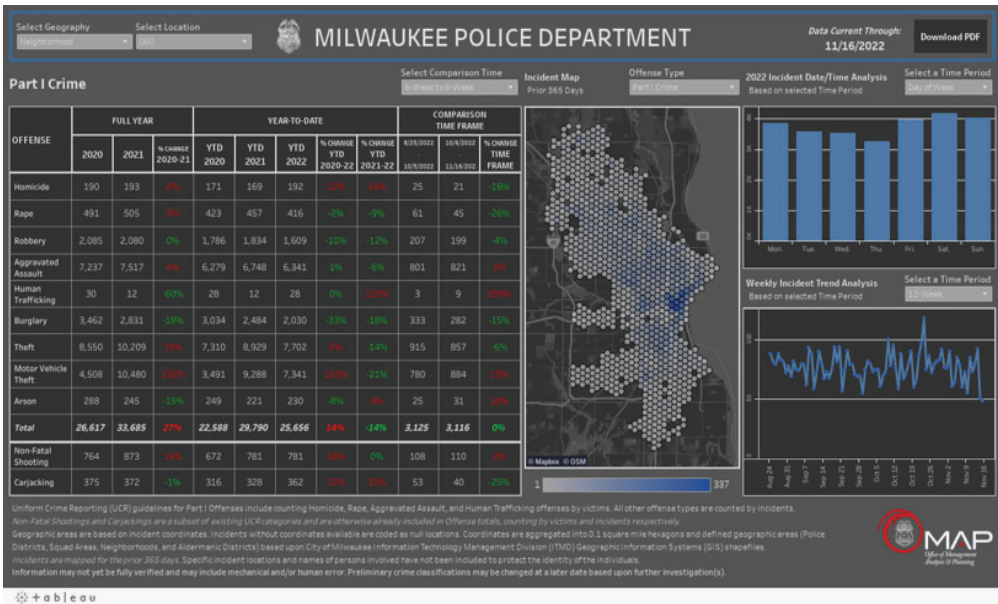 Select Geography
Select Location
Neighborhood
(All)
MILWAUKEE POLICE DEPARTMENT
Data Current Through:
11/16/2022
Download PDF
Part I Crime
Select Comparison Time
6-Week to 6-Week
Incident Map
Prior 365 Days
Offense Type
Part I Crime
2022 Incident Date/Time Analysis
Based on selected Time Period
Select a Time Period
Day of Week
OFFENSE FULL YEAR YEAR-TO-DATE COMPARISON TIME FRAME
2020 2021 % CHANGE 2020-21 YTD 2020 YTD 2021 YTD 2022 % CHANGE YTD 2020-22 % CHANGE YTD 2021-22 8/25/2022 - 10/5/2022 10/6/2022 - 11/16/202 % CHANGE TIME FRAME
Homicide 190 193 2% 171 169 192 12% 14% 25 21 -16%
Rape 491 505 3% 423 457 416 -2% -9% 61 45 -26%
Robbery 2,085 2,080 0% 1,786 1,834 1,609 -10% -12% 207 199 -4%
Aggravated Assault 7,237 7,517 4% 6,279 6,748 6,341 1% -6% 801 821 2%
Human Trafficking 30 12 -60% 28 12 28 0% 133% 3 9 200%
Burglary 3,462 2,831 -18% 3,034 2,484 2,030 -33% -18% 333 282 -15%
Theft 8,550 10,209 19% 7,310 8,929 7,702 5% -14% 915 857 -6%
Motor Vehicle Theft 4,508 10,480 132% 3,491 9,288 7,341 110% -21% 780 884 13%
Arson 288 245 -15% 249 221 230 -8% 4% 25 31 24%
Total 26,617 33,685 27% 22,588 29,790 25,656 14% -14% 3,125 3,116 0%
Non-Fatal Shooting 764 873 14% 672 781 781 16% 0% 108 110 2%
Carjacking 375 372 -1% 316 328 362 15% 10% 53 40 -25%
© Mapbox © OSM
1 337
4K
3K
2K
1K
0K
Mon. Tue. Wed. Thu. Fri. Sat. Sun.
Weekly Incident Trend Analysis
Based on selected Time Period
Select a Time Period
12-Week
100
50
0
Aug 24 Aug 31 Sep 7 Sep 14 Sep 21 Sep 28 Oct 5 Oct 12 Oct 19 Oct 26 Nov 2 Nov 9 Nov 16
Uniform Crime Reporting (UCR) guidelines for Part I Offenses include counting Homicide, Rape, Aggravated Assault, and Human Trafficking offenses by victims. All other offense types are counted by incidents.
Non-Fatal Shootings and Carjackings are a subset of existing UCR categories and are otherwise already included in Offense totals, counting by victims and incidents respectively.
Geographic areas are based on incident coordinates. Incidents without coordinates available are coded as null locations. Coordinates are aggregated into 0.1 square mile hexagons and defined geographic areas (Police
Districts, Squad Areas, Neighborhoods, and Aldermanic Districts) based upon City of Milwaukee Information Technology Management Division (ITMD) Geographic Information Systems (GIS) shapefiles.
Incidents are mapped for the prior 365 days. Specific incident locations and names of persons involved have not been included to protect the identity of the individuals.
Information may not yet be fully verified and may include mechanical and/or human error. Preliminary crime classifications may be changed at a later date based upon further investigation(s).
MAP
Office of Management
Analysis & Planning
+ a b l e a u